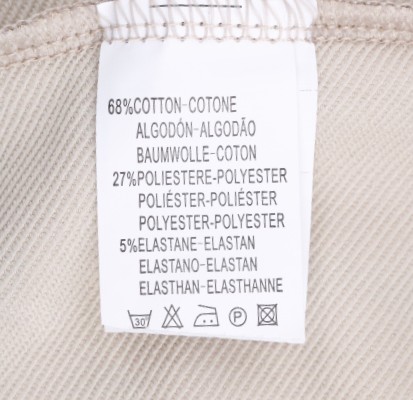 68%COTTON-COTONE
ALGODÓN-ALGODÃO
BAUMWOLLE-COTON
27%POLIESTERE-POLYESTER
POLIÉSTER-POLIÉSTER
POLYESTER-POLYESTER
5%ELASTANE-ELASTAN
ELASTANO-ELASTAN
ELASTHAN-ELASTHANNE
30° P